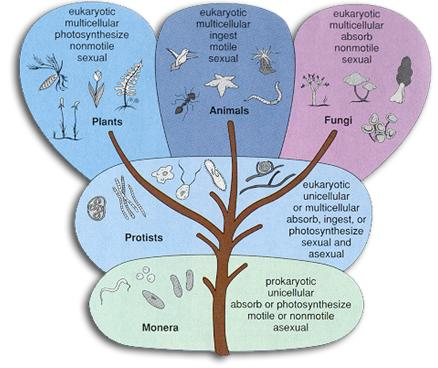 eukaryotic
multicellular
photosynthesize
nonmotile
sexual
Plants
eukaryotic
multicellular
ingest
motile
sexual
Animals
eukaryotic
multicellular
absorb
nonmotile
sexual
Fungi
Protists
eukaryotic
unicellular
or multicellular
absorb, ingest, or
photosynthesize
sexual and
asexual
Monera
prokaryotic
unicellular
absorb or photosynthesize
motile or nonmotile
asexual